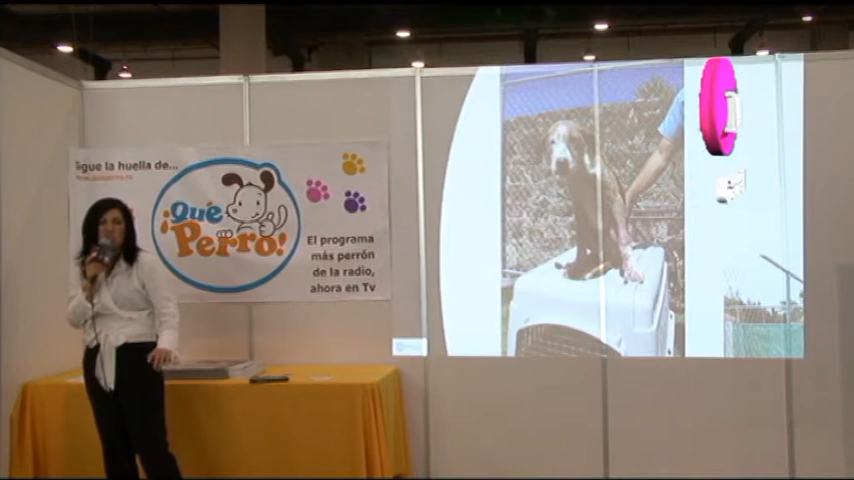 Sigue la huella de...
¡Qué
Perro!
El programa
más perrón
de la radio,
ahora en Tv